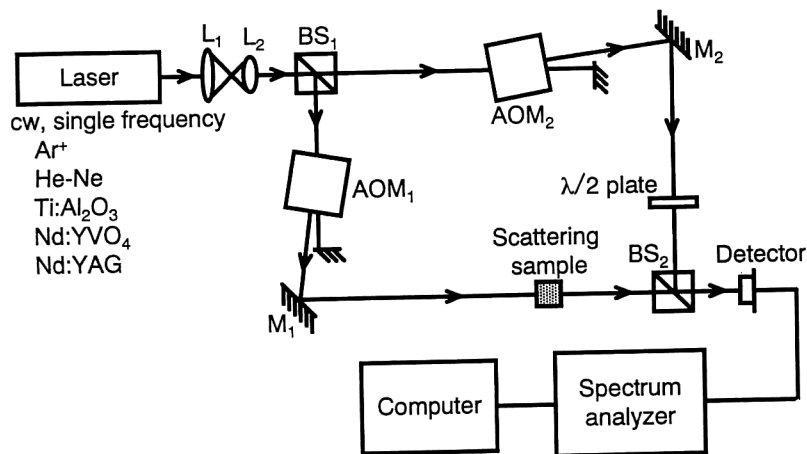 Laser
cw, single frequency
Ar⁺
He-Ne
Ti:Al₂O₃
Nd:YVO₄
Nd:YAG
L₁
L₂
BS₁
AOM₂
M₂
AOM₁
λ/2 plate
Scattering
sample
BS₂
Detector
M₁
Computer
Spectrum
analyzer